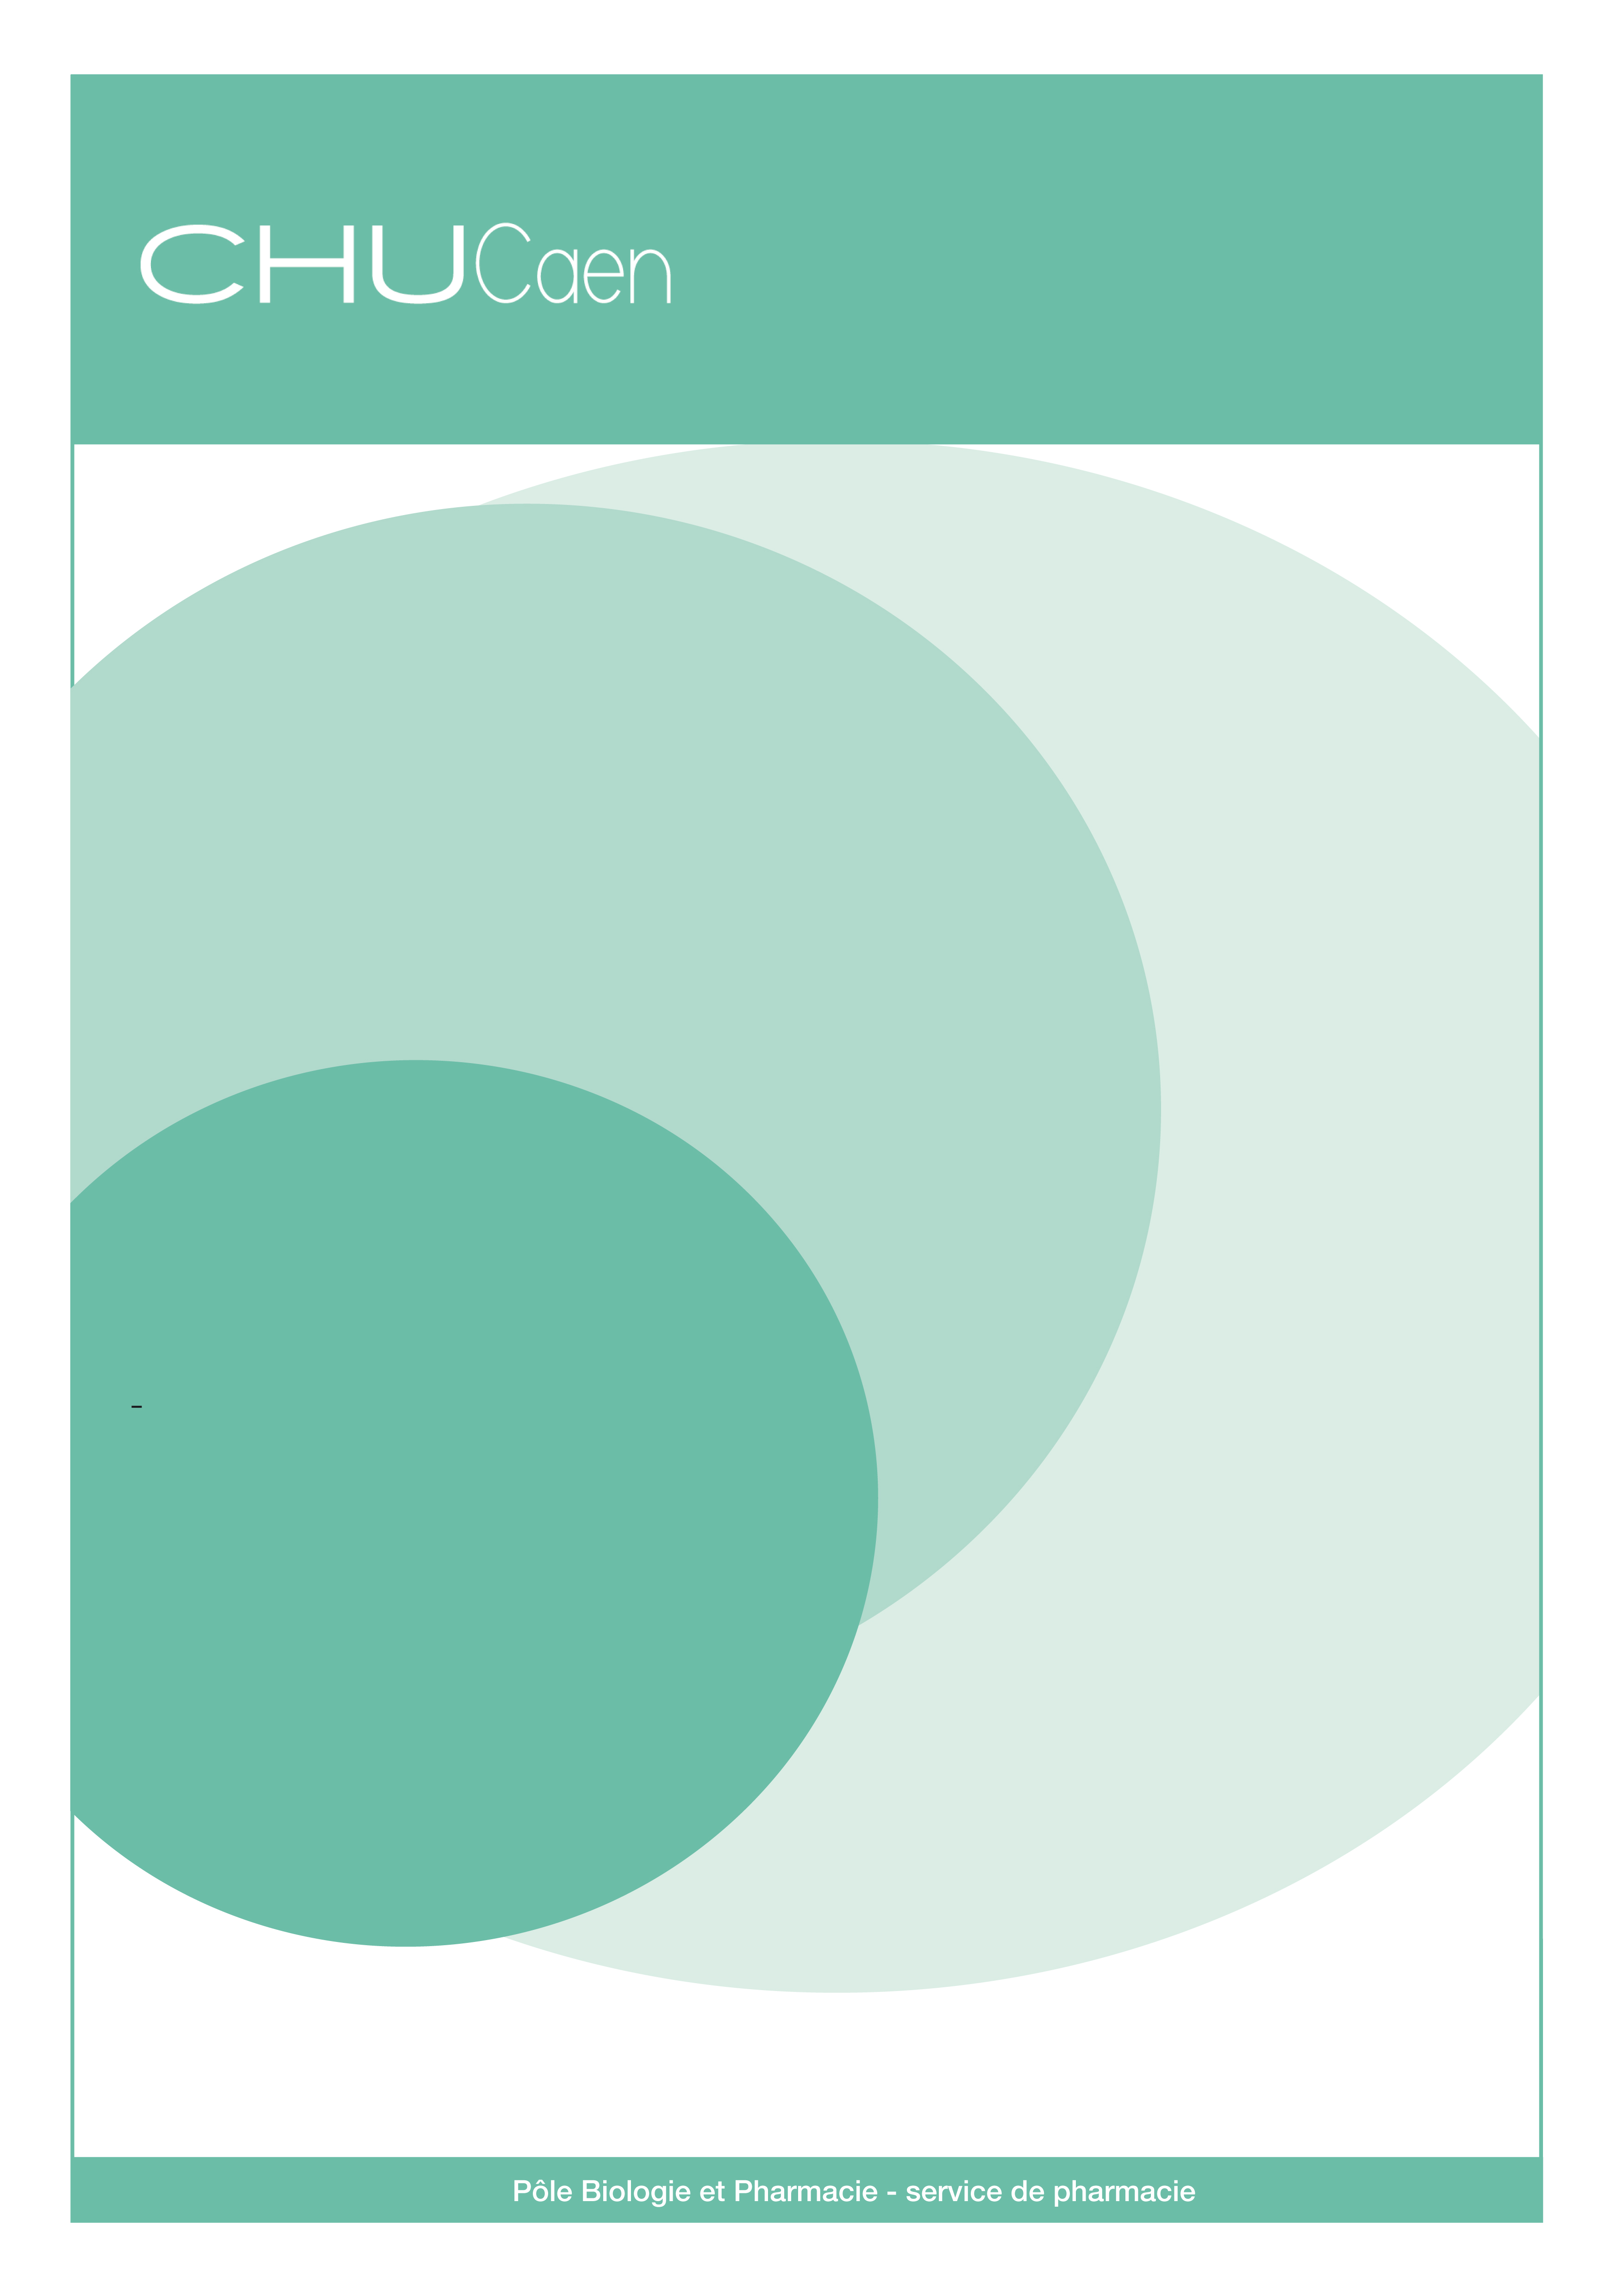 CHUCaen
-
Pôle Biologie et Pharmacie - service de pharmacie